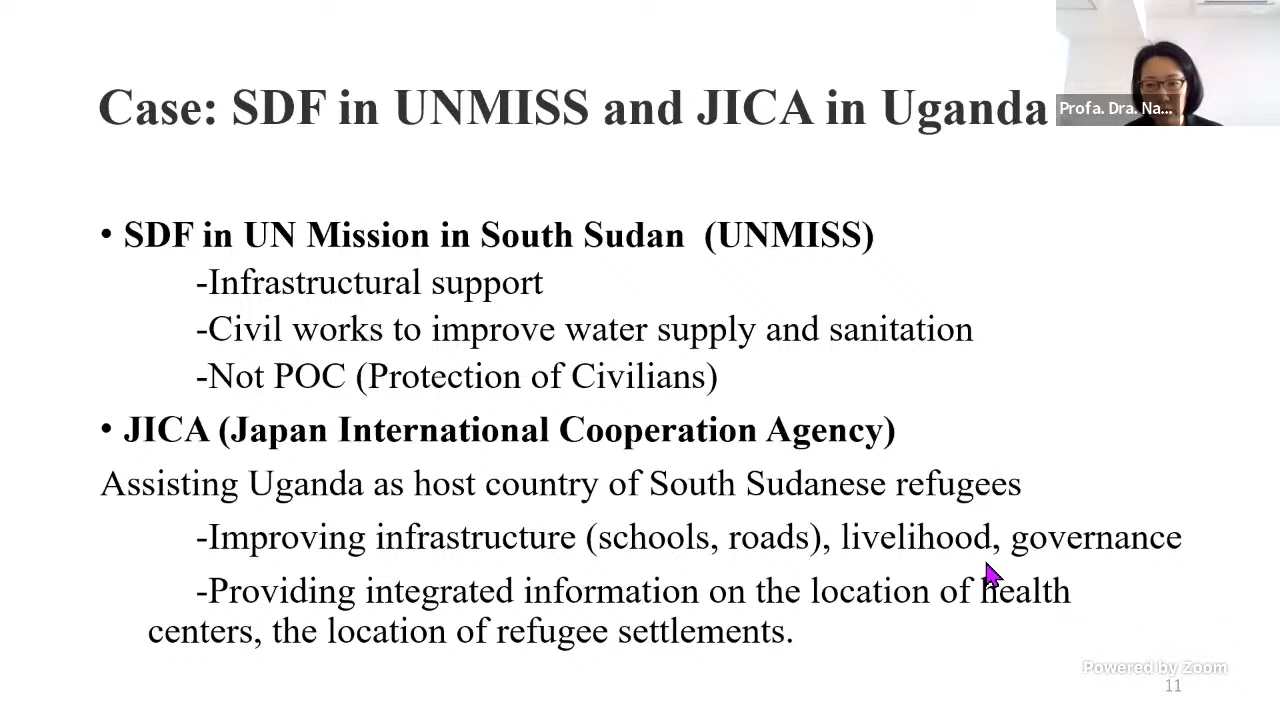 Case: SDF in UNMISS and JICA in Uganda
Profa. Dra. Na...
• SDF in UN Mission in South Sudan (UNMISS)
-Infrastructural support
-Civil works to improve water supply and sanitation
-Not POC (Protection of Civilians)
• JICA (Japan International Cooperation Agency)
Assisting Uganda as host country of South Sudanese refugees
-Improving infrastructure (schools, roads), livelihood, governance
-Providing integrated information on the location of health
centers, the location of refugee settlements.
Powered by Zoom
11